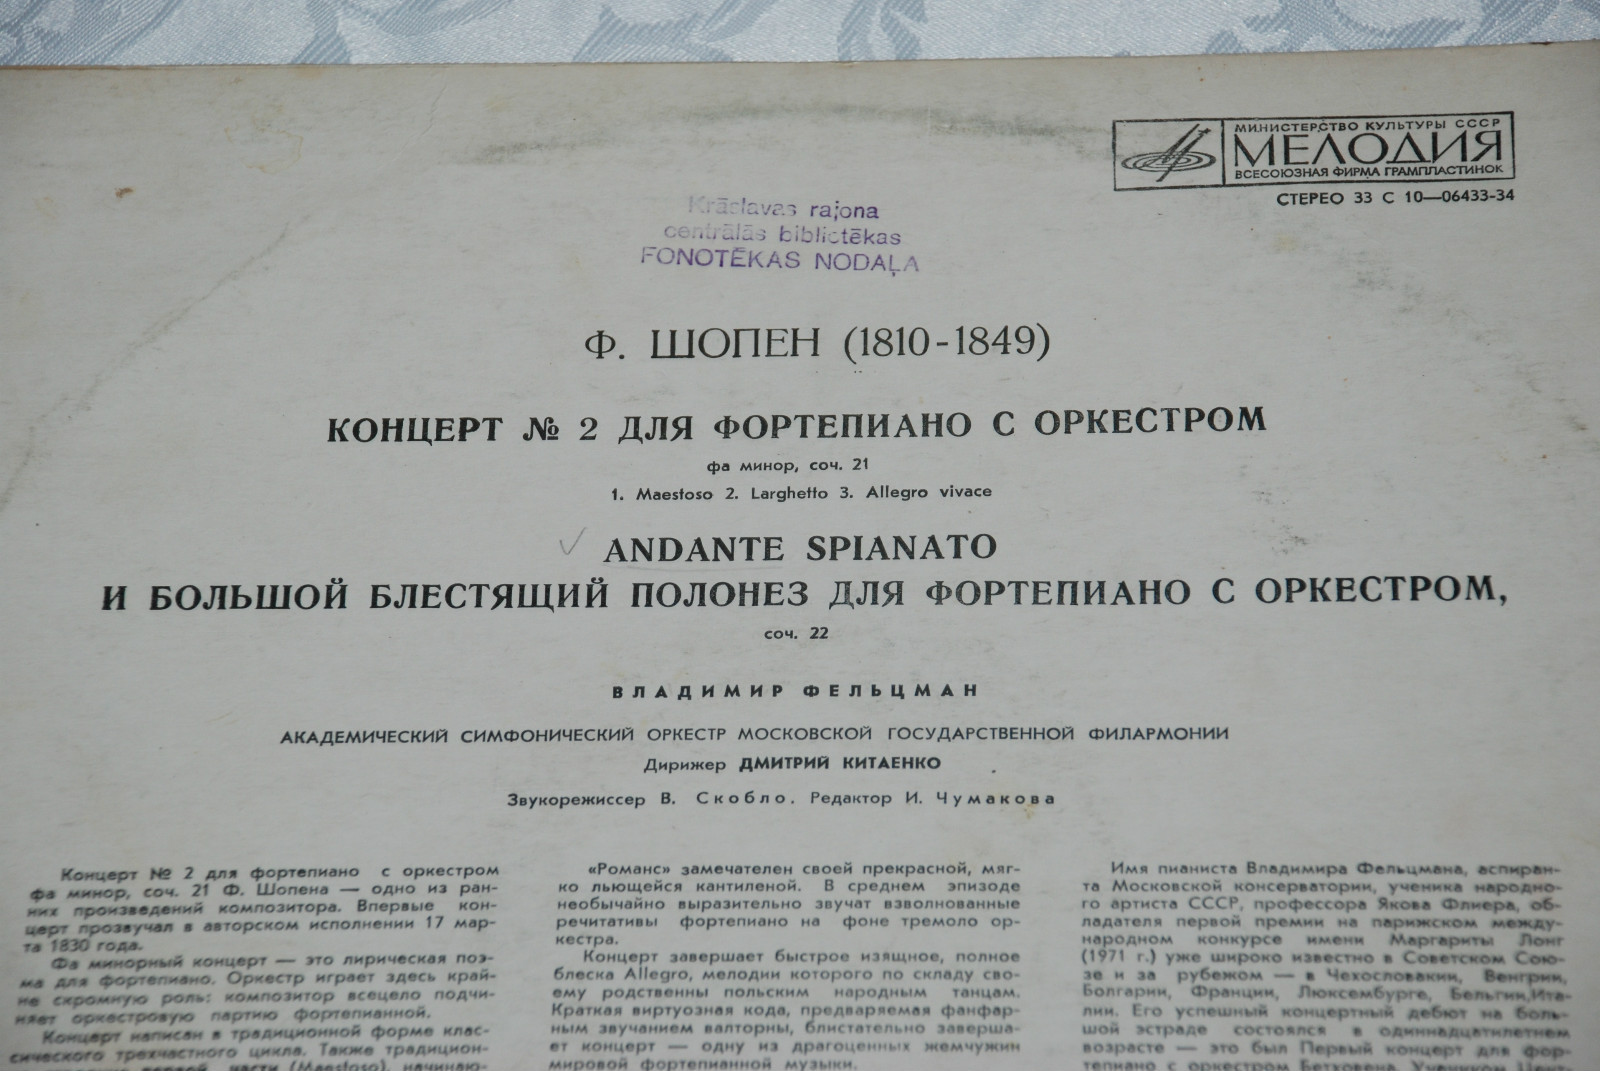 МИНИСТЕРСТВО КУЛЬТУРЫ СССР
МЕЛОДИЯ
ВСЕСОЮЗНАЯ ФИРМА ГРАМПЛАСТИНОК
СТЕРЕО 33 С 10—06433-34
Krāslavas rajona
centrālās bibliotēkas
FONOTĒKAS NODAĻA
Ф. ШОПЕН (1810-1849)
КОНЦЕРТ № 2 ДЛЯ ФОРТЕПИАНО С ОРКЕСТРОМ
фа минор, соч. 21
1. Maestoso 2. Larghetto 3. Allegro vivace
ANDANTE SPIANATO
И БОЛЬШОЙ БЛЕСТЯЩИЙ ПОЛОНЕЗ ДЛЯ ФОРТЕПИАНО С ОРКЕСТРОМ,
соч. 22
ВЛАДИМИР ФЕЛЬЦМАН
АКАДЕМИЧЕСКИЙ СИМФОНИЧЕСКИЙ ОРКЕСТР МОСКОВСКОЙ ГОСУДАРСТВЕННОЙ ФИЛАРМОНИИ
Дирижер ДМИТРИЙ КИТАЕНКО
Звукорежиссер В. Скобло. Редактор И. Чумакова
Концерт № 2 для фортепиано с оркестром
фа минор, соч. 21 Ф. Шопена — одно из ран-
них произведений композитора. Впервые кон-
церт прозвучал в авторском исполнении 17 мар-
та 1830 года.
Фа минорный концерт — это лирическая поэ-
ма для фортепиано. Оркестр играет здесь край-
не скромную роль: композитор всецело подчи-
няет оркестровую партию фортепианной.
Концерт написан в традиционной форме клас-
сического трехчастного цикла. Также традицион-
первой части (Maestoso), начинаю-
«Романс» замечателен своей прекрасной, мяг-
ко льющейся кантиленой. В среднем эпизоде
необычайно выразительно звучат взволнованные
речитативы фортепиано на фоне тремоло ор-
кестра.
Концерт завершает быстрое изящное, полное
блеска Allegro, мелодии которого по складу сво-
ему родственны польским народным танцам.
Краткая виртуозная кода, предваряемая фанфар-
ным звучанием валторны, блистательно заверша-
ет концерт — одну из драгоценных жемчужин
мировой фортепианной музыки.
Имя пианиста Владимира Фельцмана, аспиран-
та Московской консерватории, ученика народно-
го артиста СССР, профессора Якова Флиера, об-
ладателя первой премии на парижском между-
народном конкурсе имени Маргариты Лонг
(1971 г.) уже широко известно в Советском Сою-
зе и за рубежом — в Чехословакии, Венгрии,
Болгарии, Франции, Люксембурге, Бельгии,Ита-
лии. Его успешный концертный дебют на боль-
шой эстраде состоялся в одиннадцатилетнем
возрасте — это был Первый концерт для фор-
тепиано с оркестром Бетховена. Учеником Цент-